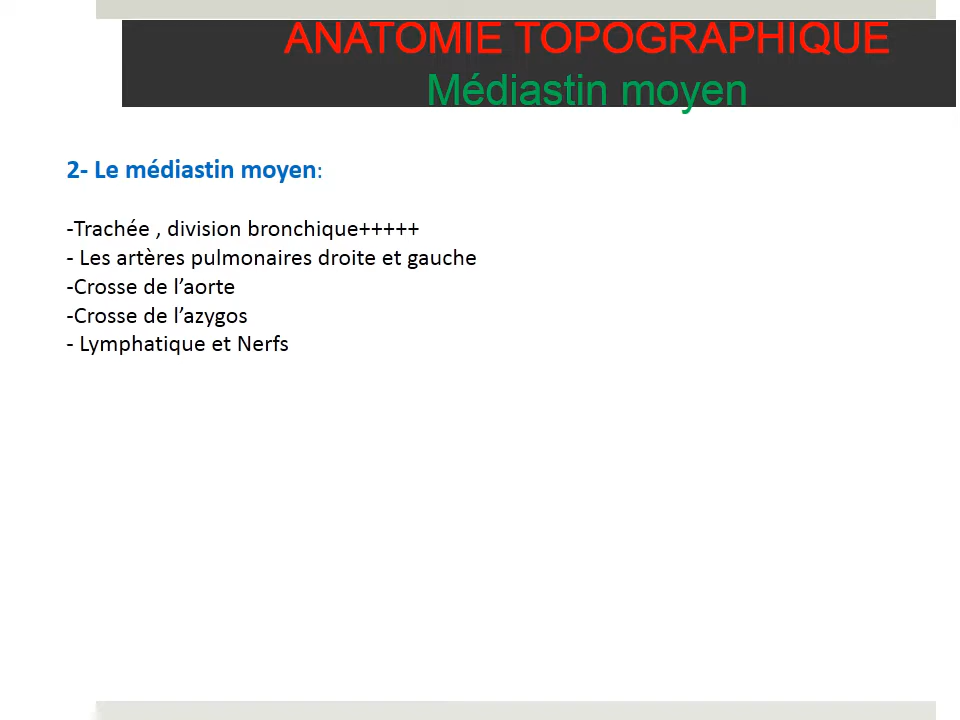 ANATOMIE TOPOGRAPHIQUE
Médiastin moyen
2- Le médiastin moyen:
-Trachée , division bronchique+++++
- Les artères pulmonaires droite et gauche
-Crosse de l’aorte
-Crosse de l’azygos
- Lymphatique et Nerfs